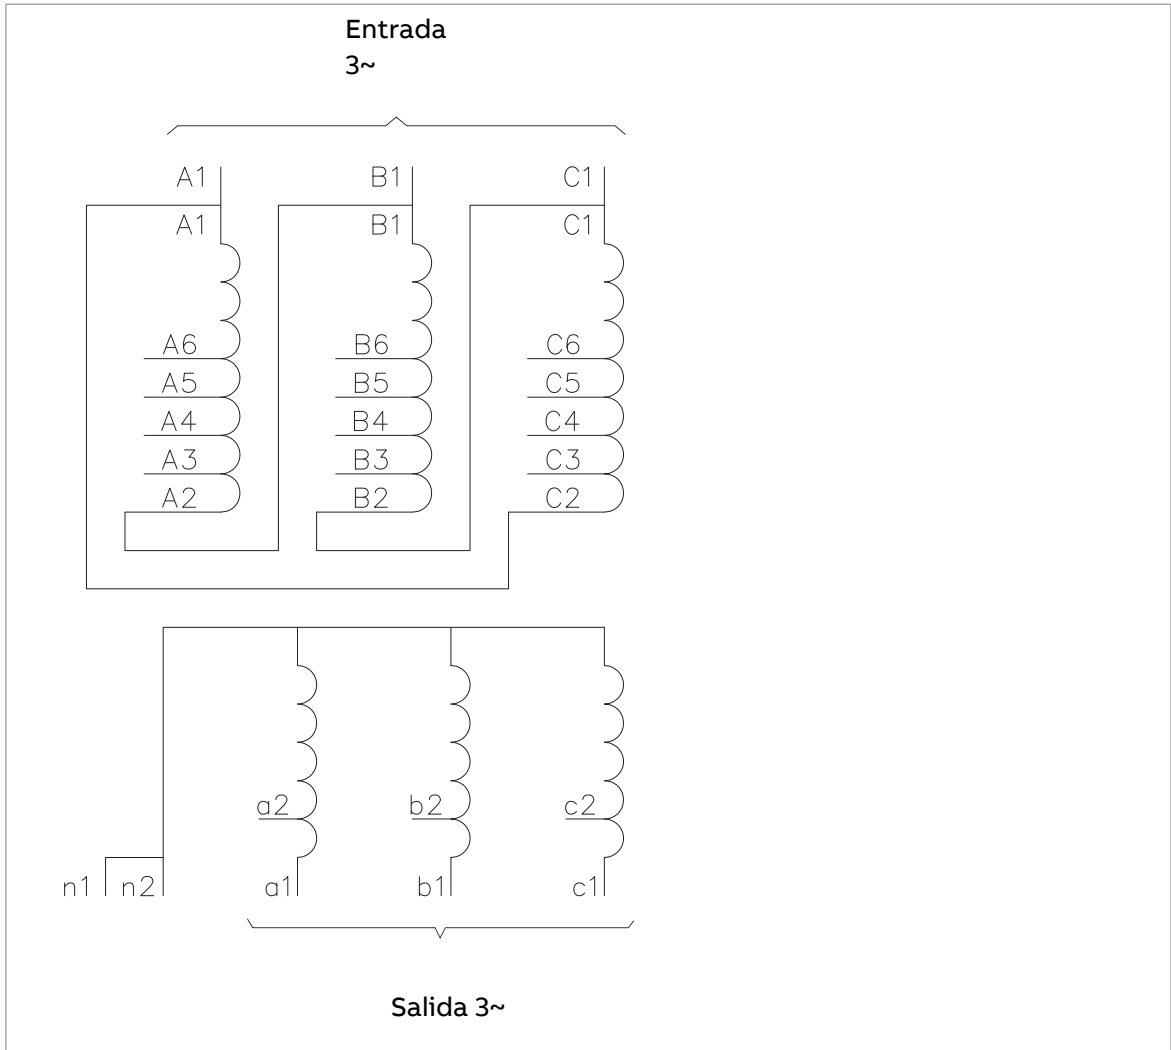 Entrada
3~
A1 B1 C1
A1 B1 C1
A6 B6 C6
A5 B5 C5
A4 B4 C4
A3 B3 C3
A2 B2 C2
a2 b2 c2
n1 n2 a1 b1 c1
Salida 3~